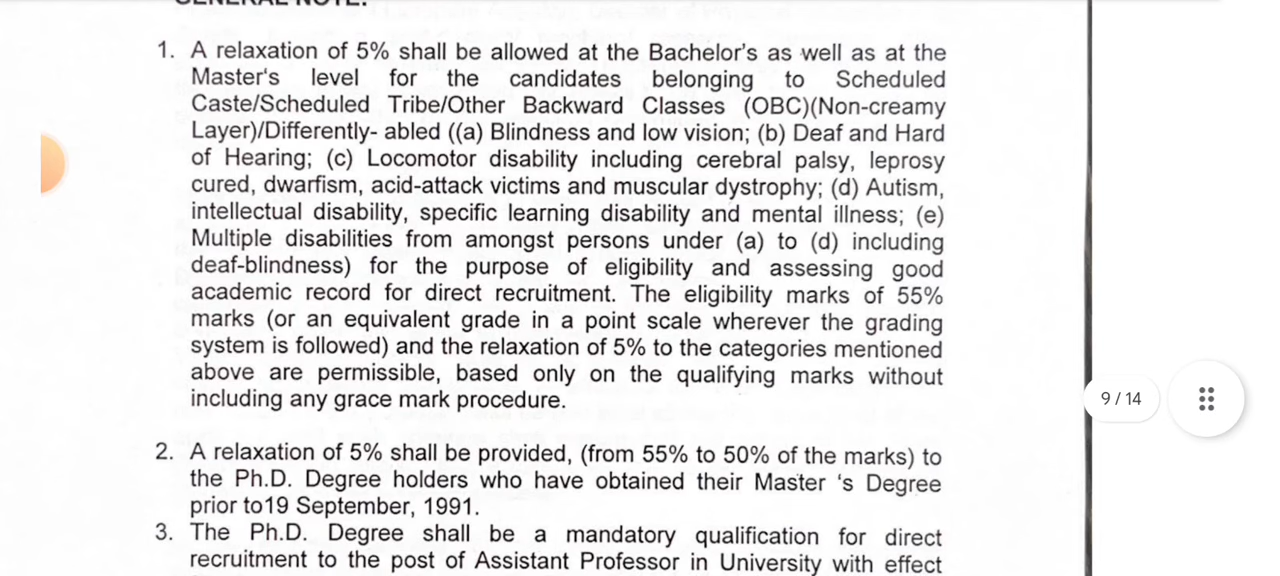 GENERAL NOTE:
1. A relaxation of 5% shall be allowed at the Bachelor's as well as at the
Master's level for the candidates belonging to Scheduled
Caste/Scheduled Tribe/Other Backward Classes (OBC)(Non-creamy
Layer)/Differently- abled ((a) Blindness and low vision; (b) Deaf and Hard
of Hearing; (c) Locomotor disability including cerebral palsy, leprosy
cured, dwarfism, acid-attack victims and muscular dystrophy; (d) Autism,
intellectual disability, specific learning disability and mental illness; (e)
Multiple disabilities from amongst persons under (a) to (d) including
deaf-blindness) for the purpose of eligibility and assessing good
academic record for direct recruitment. The eligibility marks of 55%
marks (or an equivalent grade in a point scale wherever the grading
system is followed) and the relaxation of 5% to the categories mentioned
above are permissible, based only on the qualifying marks without
including any grace mark procedure.
9 / 14
2. A relaxation of 5% shall be provided, (from 55% to 50% of the marks) to
the Ph.D. Degree holders who have obtained their Master 's Degree
prior to19 September, 1991.
3. The Ph.D. Degree shall be a mandatory qualification for direct
recruitment to the post of Assistant Professor in University with effect